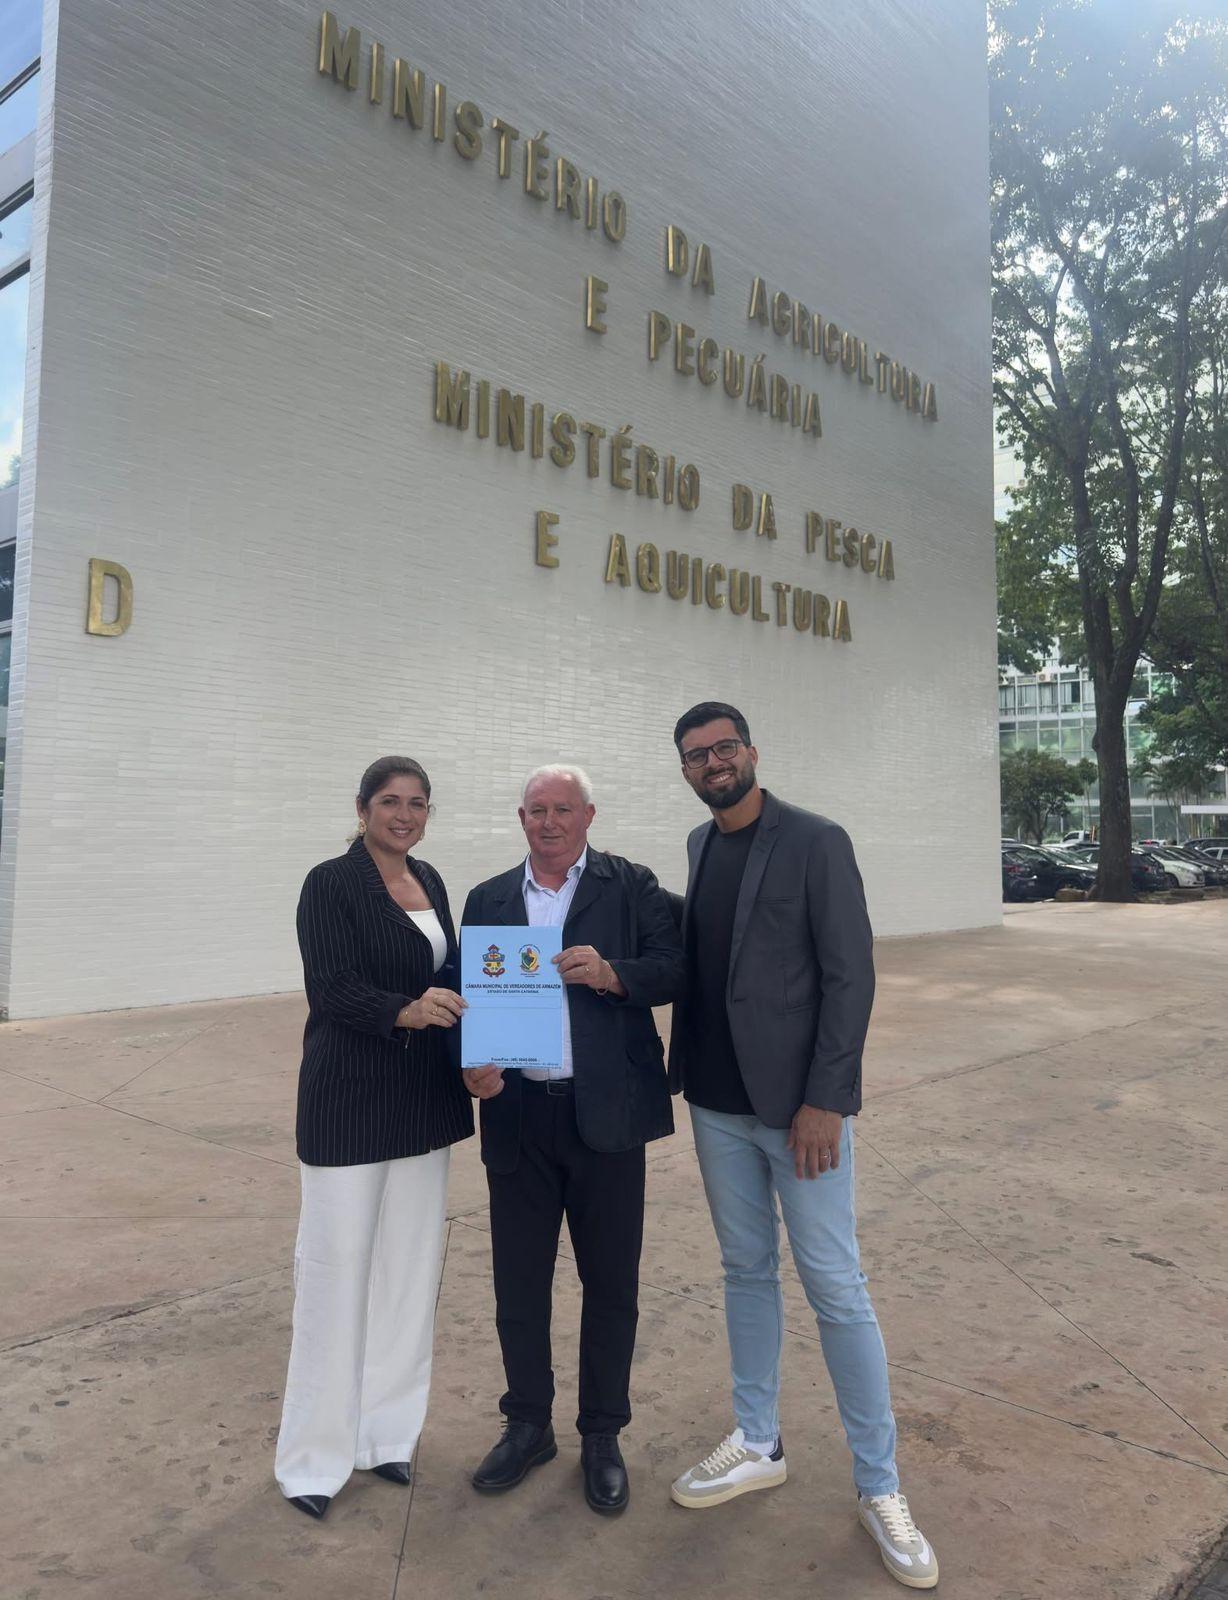 MINISTÉRIO DA AGRICULTURA
E PECUÁRIA
MINISTÉRIO DA PESCA
E AQUICULTURA
D
CÂMARA MUNICIPAL DE VEREADORES DE ARMAZÉM
ESTADO DE SANTA CATARINA